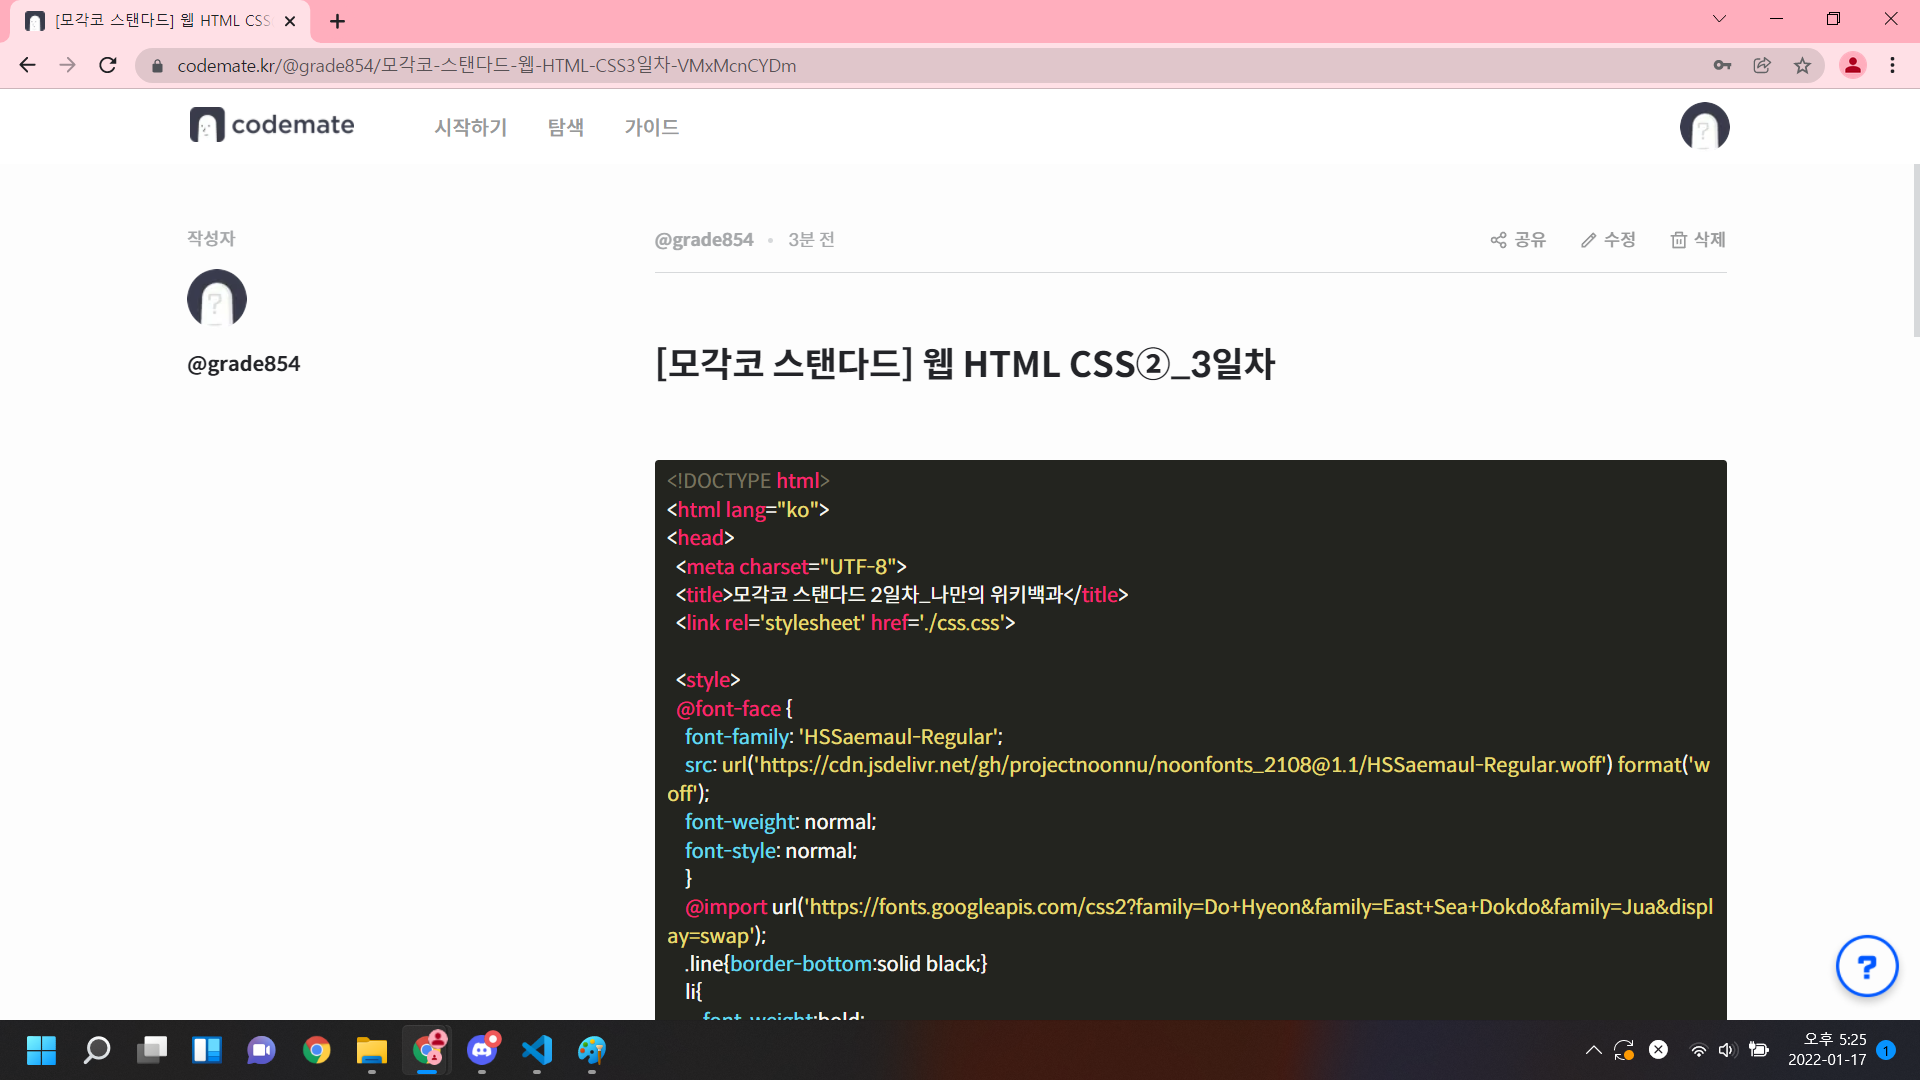 [모각코 스탠다드] 웹 HTML CSS
codemate.kr/@grade854/모각코-스탠다드-웹-HTML-CSS3일차-VMxMcnCYDm
codemate 시작하기 탐색 가이드
작성자
@grade854
@grade854 • 3분 전 공유 수정 삭제
[모각코 스탠다드] 웹 HTML CSS②_3일차
<!DOCTYPE html>
<html lang="ko">
<head>
<meta charset="UTF-8">
<title>모각코 스탠다드 2일차_나만의 위키백과</title>
<link rel='stylesheet' href='./css.css'>
<style>
@font-face {
font-family: 'HSSaemaul-Regular';
src: url('https://cdn.jsdelivr.net/gh/projectnoonnu/noonfonts_2108@1.1/HSSaemaul-Regular.woff') format('w
off');
font-weight: normal;
font-style: normal;
}
@import url('https://fonts.googleapis.com/css2?family=Do+Hyeon&family=East+Sea+Dokdo&family=Jua&displ
ay=swap');
.line{border-bottom:solid black;}
li{
font-weight:bold;
?
오후 5:25
2022-01-17
1